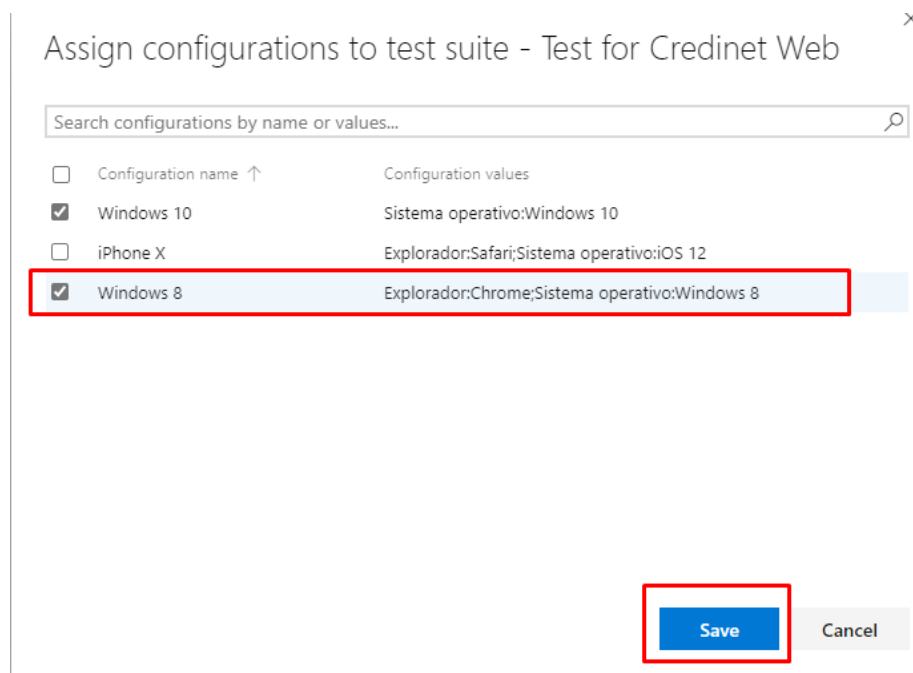 Assign configurations to test suite - Test for Credinet Web
Search configurations by name or values...
Configuration name ↑ Configuration values
Windows 10 Sistema operativo:Windows 10
iPhone X Explorador:Safari;Sistema operativo:iOS 12
Windows 8 Explorador:Chrome;Sistema operativo:Windows 8
Save Cancel